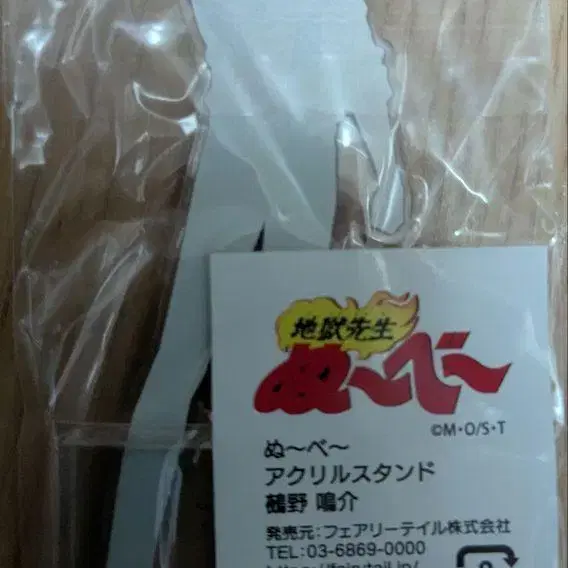 地獄先生
ぬ〜べ〜
©M・O/S・T
ぬ〜べ〜
アクリルスタンド
鵺野 鳴介
発売元:フェアリーテイル株式会社
TEL:03-6869-0000